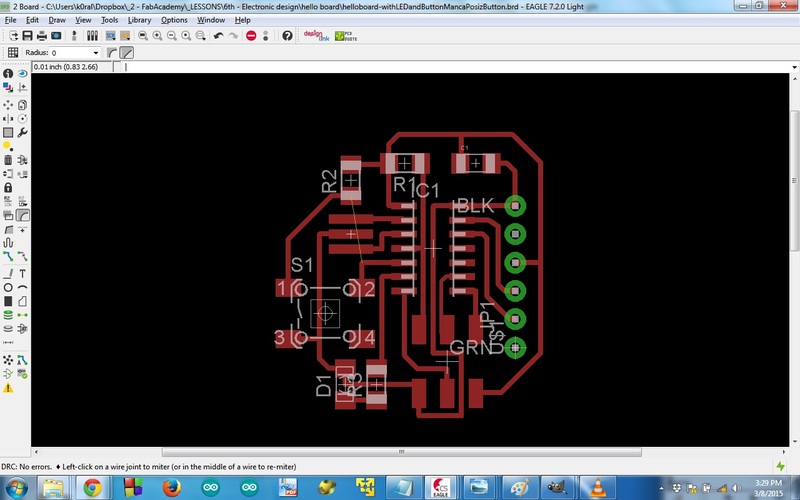 2 Board - C:\Users\k0ral\Dropbox\_2 - FabAcademy\_LESSONS\6th - Electronic design\hello board\helloboard-withLEDandButtonMancaPosizButton.brd - EAGLE 7.2.0 Light
File Edit Draw View Tools Library Options Window Help
design link
PCB
Radius: 0
0.01 inch (0.83 2.66)
C1
R2
R1 IC1
BLK
S1
1 2
JP1
3 4
GRND
D1 R3
DRC: No errors. ♦ Left-click on a wire joint to miter (or in the middle of a wire to re-miter)
CS
EAGLE
3:29 PM
3/8/2015